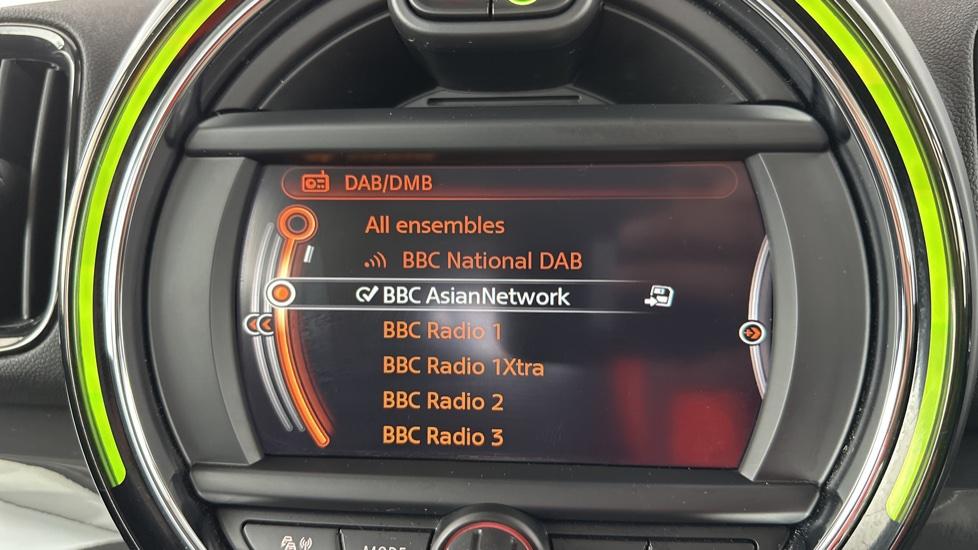 DAB/DMB
All ensembles
BBC National DAB
BBC AsianNetwork
BBC Radio 1
BBC Radio 1Xtra
BBC Radio 2
BBC Radio 3
MODE